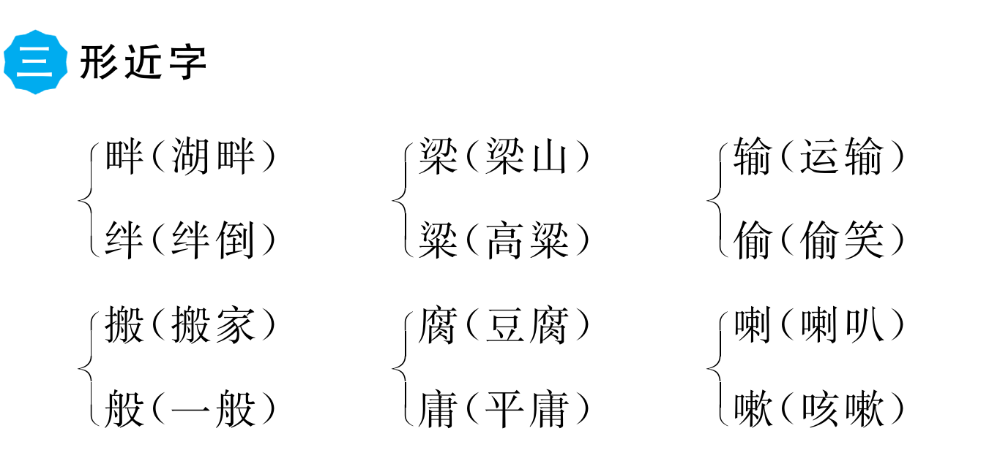 三 形近字
畔(湖畔) 梁(梁山) 输(运输)
绊(绊倒) 粱(高粱) 偷(偷笑)
搬(搬家) 腐(豆腐) 喇(喇叭)
般(一般) 庸(平庸) 嗽(咳嗽)